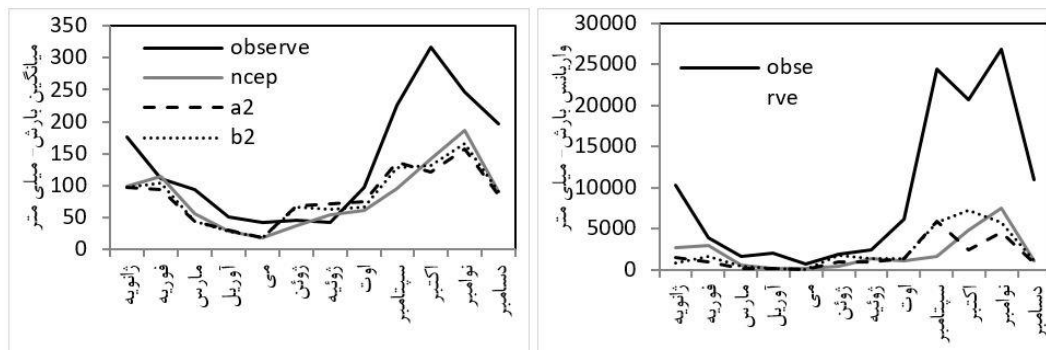 میانگین بارش - میلی متر
350
300
250
200
150
100
50
0
observe
ncep
a2
b2
ژانویه
فوریه
مارس
آوریل
می
ژوئن
ژوئیه
اوت
سپتامبر
اکتبر
نوامبر
دسامبر
واریانس بارش - میلی متر
30000
25000
20000
15000
10000
5000
0
obse
rve
ژانویه
فوریه
مارس
آوریل
می
ژوئن
ژوئیه
اوت
سپتامبر
اکتبر
نوامبر
دسامبر